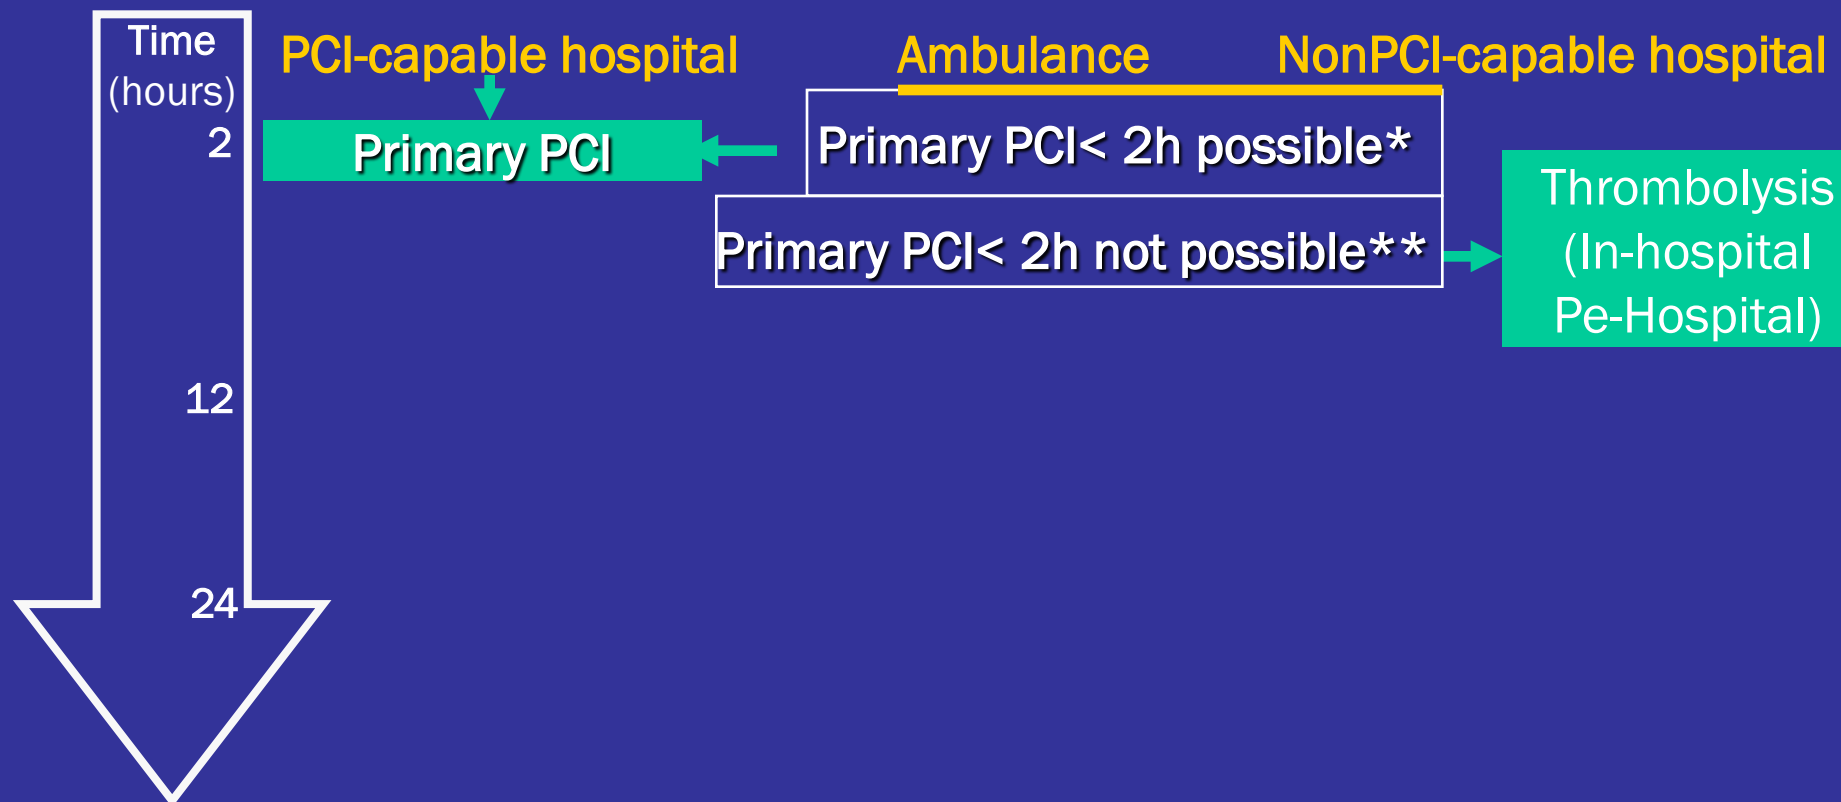 Time
(hours)
2
12
24
PCI-capable hospital
Ambulance
NonPCI-capable hospital
Primary PCI
Primary PCI< 2h possible*
Primary PCI< 2h not possible**
Thrombolysis
(In-hospital
Pe-Hospital)